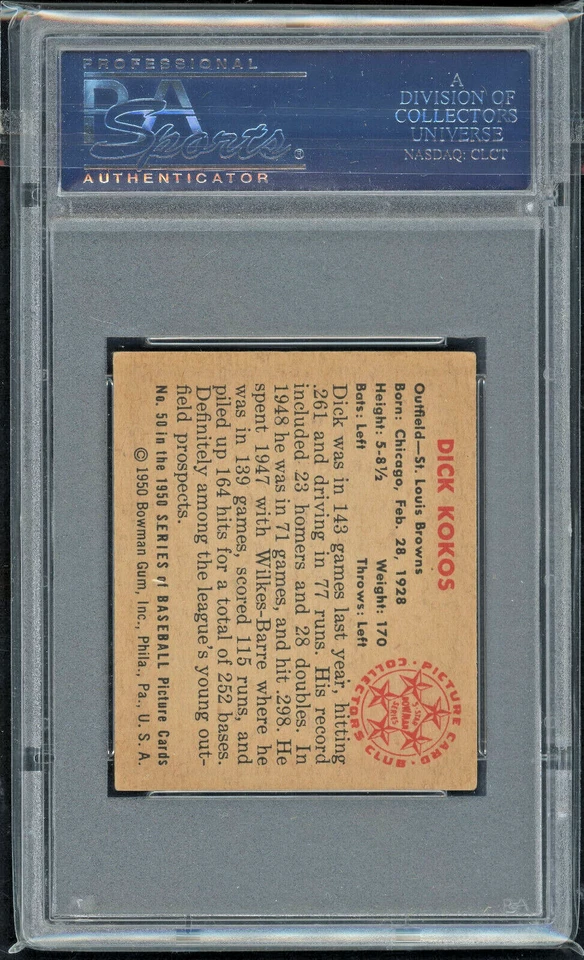 PROFESSIONAL
PSA
Sports ®
AUTHENTICATOR
A
DIVISION OF
COLLECTORS
UNIVERSE
NASDAQ: CLCT
DICK KOKOS
Outfield—St. Louis Browns
Born: Chicago, Feb. 28, 1928
Height: 5-8½ Weight: 170
Bats: Left Throws: Left
Dick was in 143 games last year, hitting
.261 and driving in 77 runs. His record
included 23 homers and 28 doubles. In
1948 he was in 71 games, and hit .298. He
spent 1947 with Wilkes-Barre where he
was in 139 games, scored 115 runs, and
piled up 164 hits for a total of 252 bases.
Definitely among the league's young out-
field prospects.
No. 50 in the 1950 SERIES of BASEBALL Picture Cards
© 1950 Bowman Gum, Inc., Phila., Pa., U. S. A.
PICTURE CARD
COLLECTORS CLUB
5-STAR
BOWMAN
SERIES
PSA